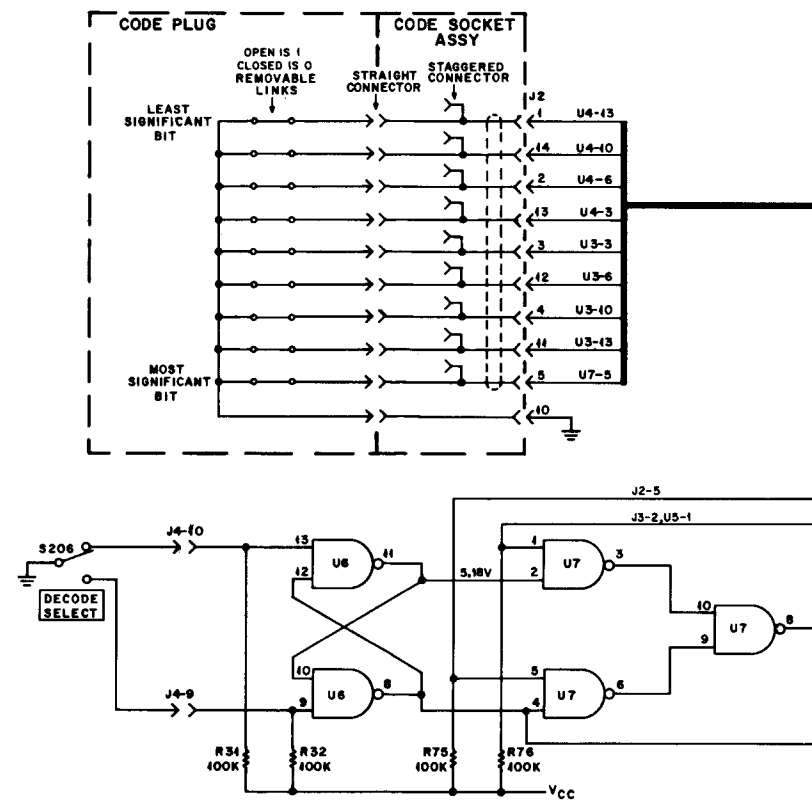 CODE PLUG
CODE SOCKET
ASSY
OPEN IS 1
CLOSED IS 0
REMOVABLE
LINKS
STRAIGHT
CONNECTOR
STAGGERED
CONNECTOR
J2
LEAST
SIGNIFICANT
BIT
1 U4-13
14 U4-10
2 U4-6
13 U4-3
3 U3-3
12 U3-6
4 U3-10
11 U3-13
MOST
SIGNIFICANT
BIT
5 U7-5
10
J2-5
J3-2,U5-1
S206
J4-10
13
12
U6
11
5.18V
1
2
U7
3
DECODE
SELECT
10
9
U7
8
J4-9
10
9
U6
8
5
4
U7
6
R31
100K
R32
100K
R75
100K
R76
100K
VCC